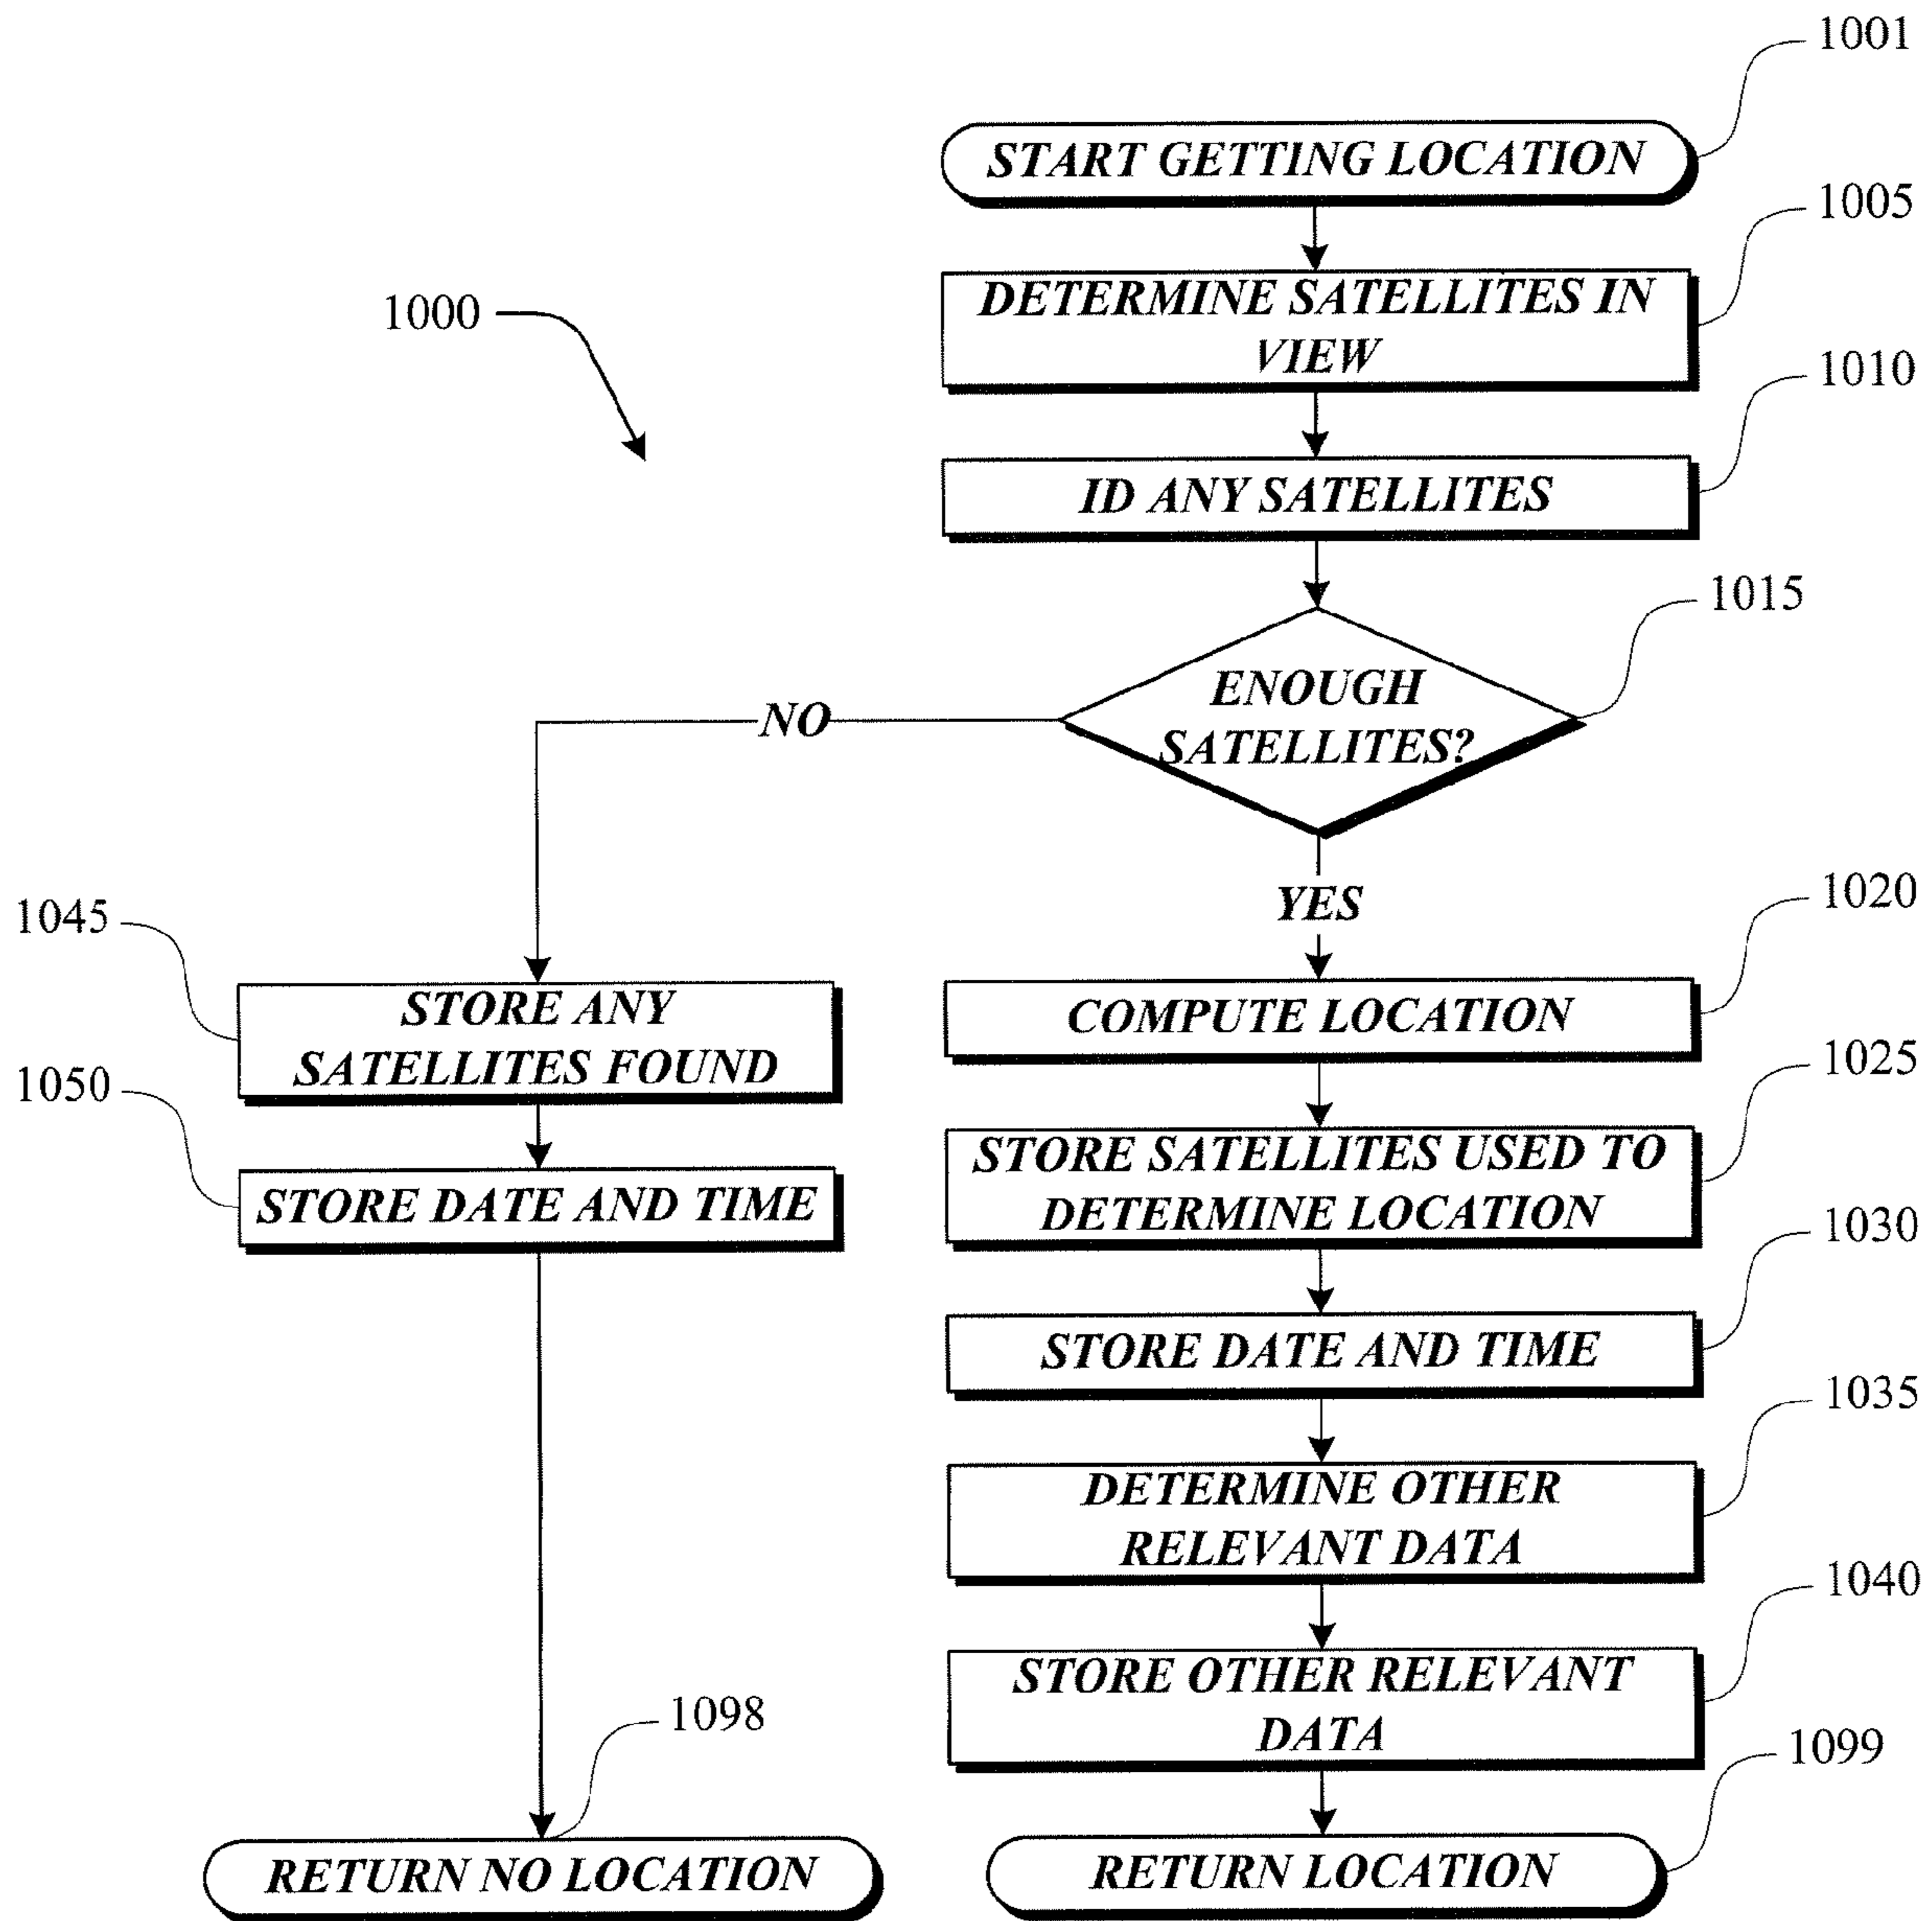 1001
START GETTING LOCATION
1005
DETERMINE SATELLITES IN
VIEW
1000
1010
ID ANY SATELLITES
1015
ENOUGH
SATELLITES?
NO
YES
1020
COMPUTE LOCATION
1045
STORE ANY
SATELLITES FOUND
1025
STORE SATELLITES USED TO
DETERMINE LOCATION
1050
STORE DATE AND TIME
1030
STORE DATE AND TIME
1035
DETERMINE OTHER
RELEVANT DATA
1040
STORE OTHER RELEVANT
DATA
1098
RETURN NO LOCATION
1099
RETURN LOCATION